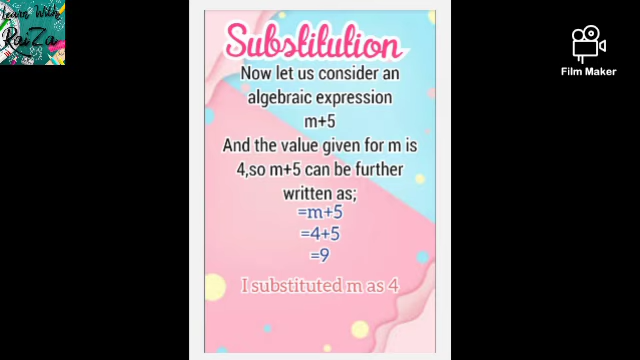 Learn With
RaiZa
Film Maker
Substitution
Now let us consider an
algebraic expression
m+5
And the value given for m is
4,so m+5 can be further
written as;
=m+5
=4+5
=9
I substituted m as 4